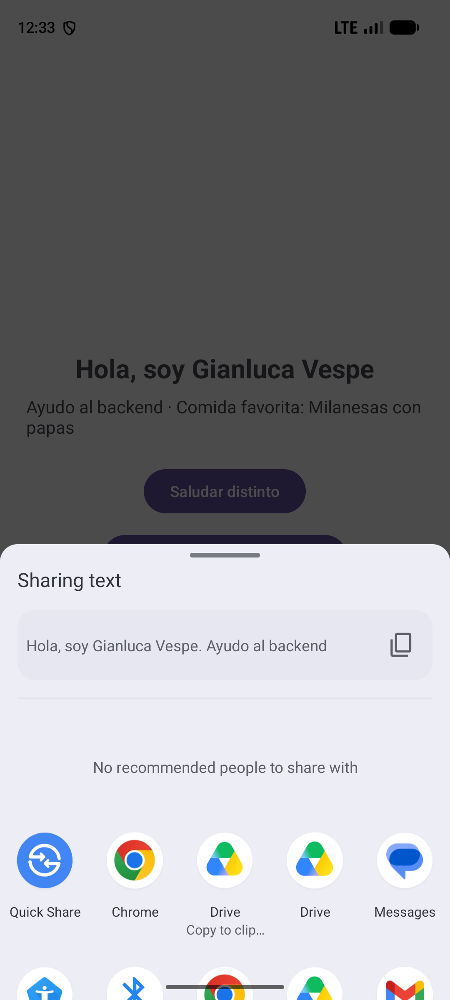 12:33
LTE
Hola, soy Gianluca Vespe
Ayudo al backend · Comida favorita: Milanesas con
papas
Saludar distinto
Sharing text
Hola, soy Gianluca Vespe. Ayudo al backend
No recommended people to share with
Quick Share
Chrome
Drive
Copy to clip…
Drive
Messages